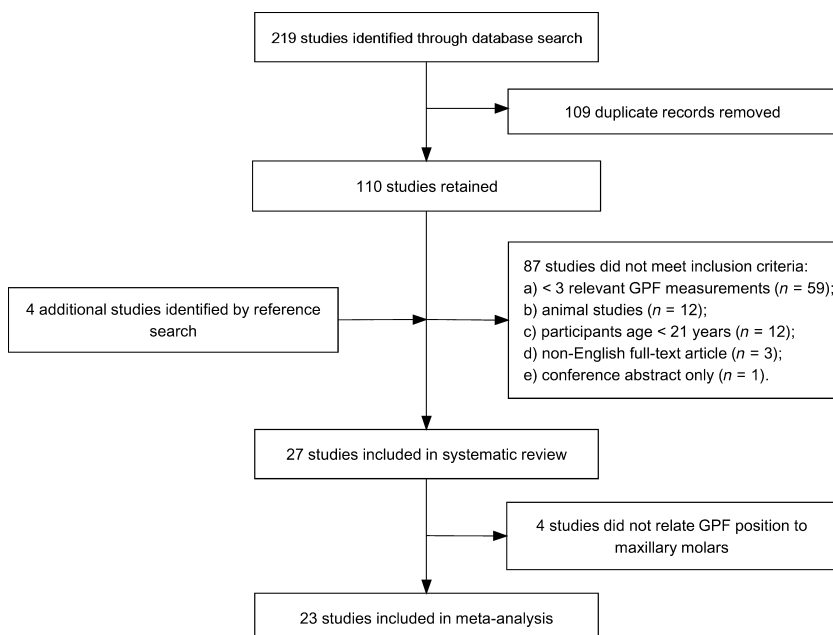 219 studies identified through database search
109 duplicate records removed
110 studies retained
4 additional studies identified by reference
search
87 studies did not meet inclusion criteria:
a) < 3 relevant GPF measurements (n = 59);
b) animal studies (n = 12);
c) participants age < 21 years (n = 12);
d) non-English full-text article (n = 3);
e) conference abstract only (n = 1).
27 studies included in systematic review
4 studies did not relate GPF position to
maxillary molars
23 studies included in meta-analysis